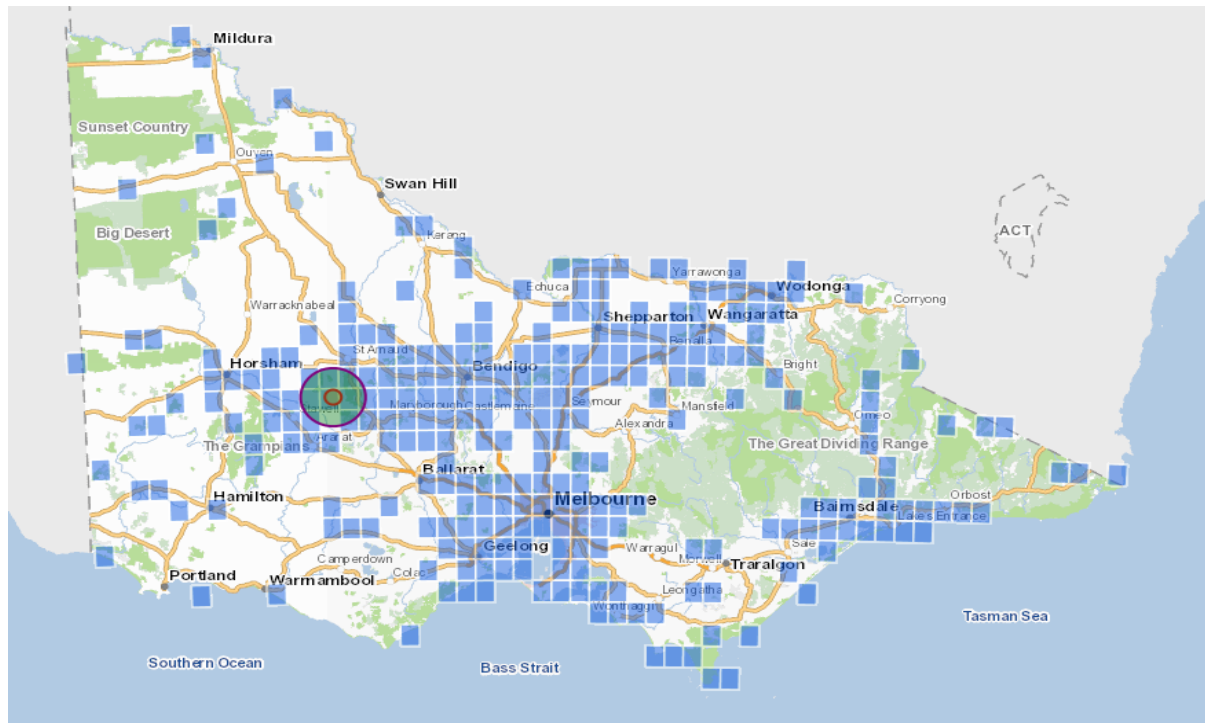 Mildura
Sunset Country
Ouyen
Swan Hill
Big Desert
ACT
Kerang
Yarrawonga
Echuca
Wodonga
Corryong
Warracknabeal
Shepparton
Wangaratta
Benalla
St Arnaud
Horsham
Bendigo
Bright
Stawell
Maryborough
Castlemaine
Seymour
Mansfield
Omeo
Alexandra
Ararat
The Grampians
The Great Dividing Range
Ballarat
Hamilton
Melbourne
Orbost
Bairnsdale
Lakes Entrance
Geelong
Warragul
Sale
Camperdown
Morwell
Traralgon
Colac
Portland
Warrnambool
Leongatha
Wonthaggi
Tasman Sea
Southern Ocean
Bass Strait